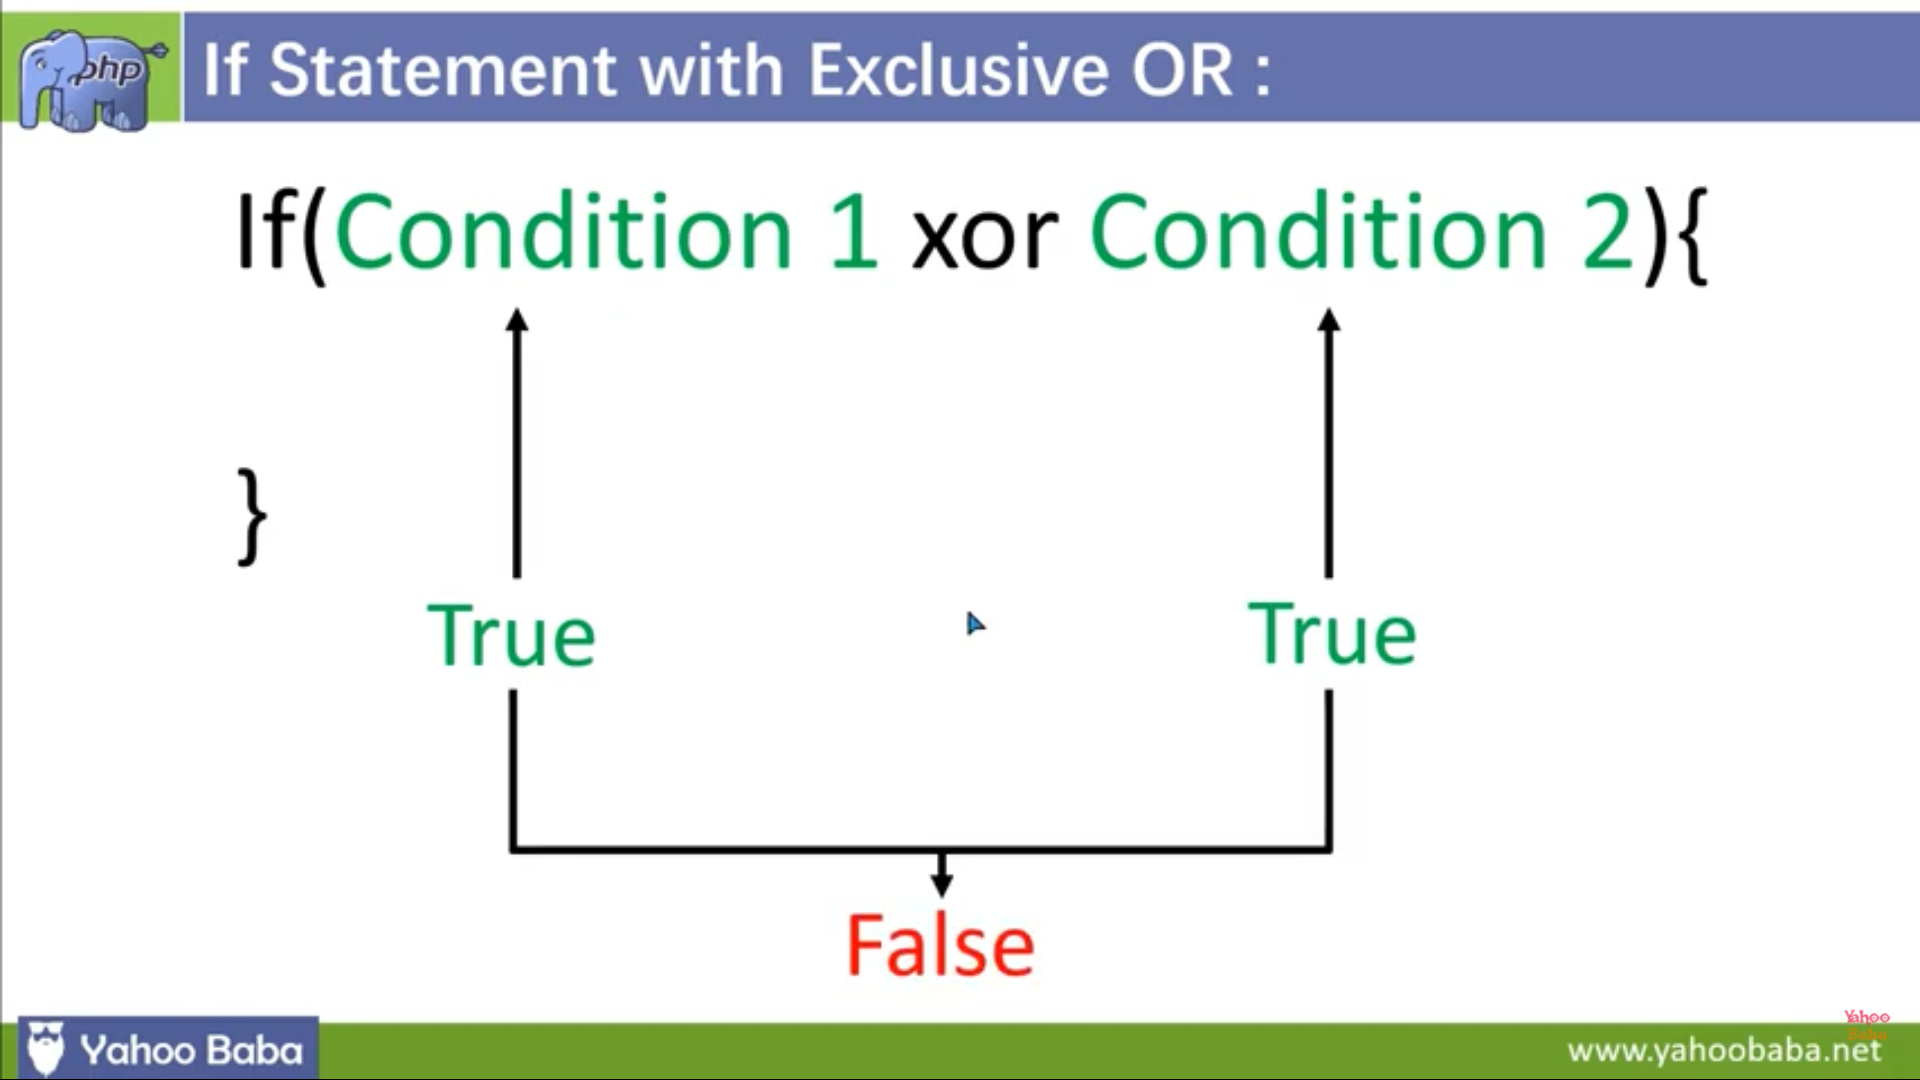 php
If Statement with Exclusive OR :
If(Condition 1 xor Condition 2){
}
True
True
False
Yahoo Baba
Yahoo
Baba
www.yahoobaba.net